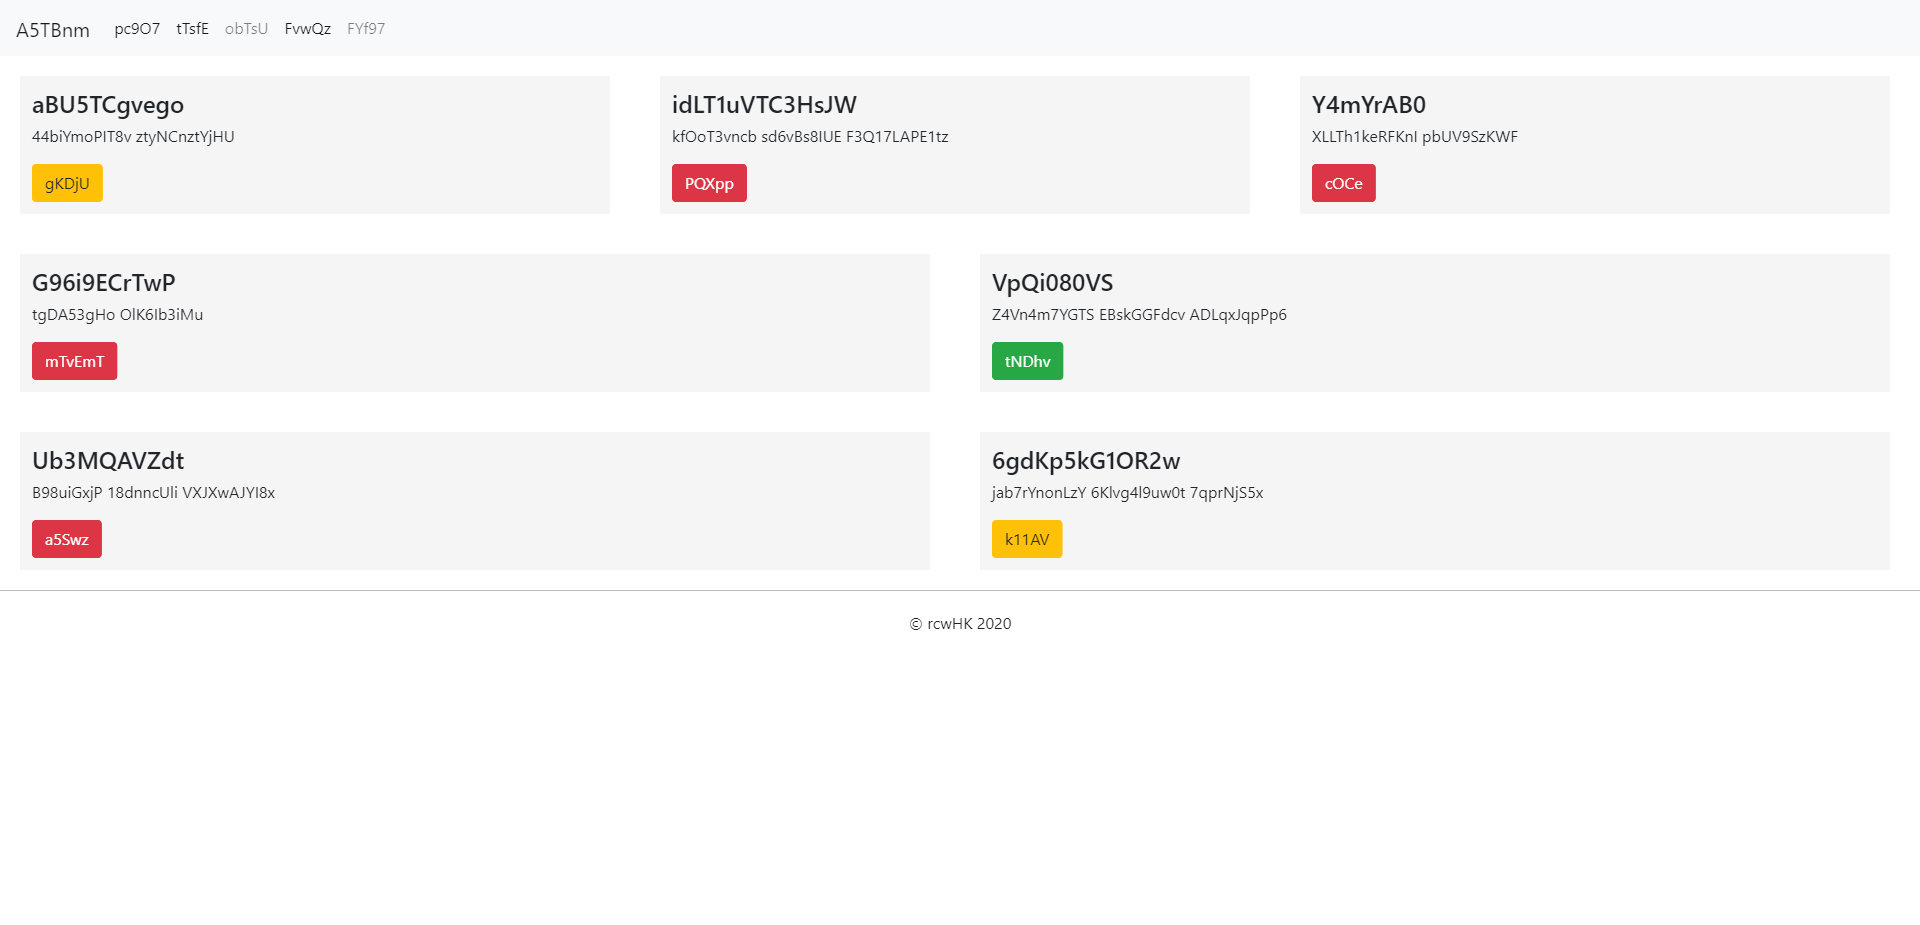 A5TBnm pc9O7 tTsfE obTsU FvwQz FYf97
aBU5TCgvego
44biYmoPIT8v ztyNCnztYjHU
gKDjU
idLT1uVTC3HsJW
kfOoT3vncb sd6vBs8IUE F3Q17LAPE1tz
PQXpp
Y4mYrAB0
XLLTh1keRFKnI pbUV9SzKWF
cOCe
G96i9ECrTwP
tgDA53gHo OlK6Ib3iMu
mTvEmT
VpQi080VS
Z4Vn4m7YGTS EBskGGFdcv ADLqxJqpPp6
tNDhv
Ub3MQAVZdt
B98uiGxjP 18dnncUli VXJXwAJYI8x
a5Swz
6gdKp5kG1OR2w
jab7rYnonLzY 6Klvg4l9uw0t 7qprNjS5x
k11AV
© rcwHK 2020